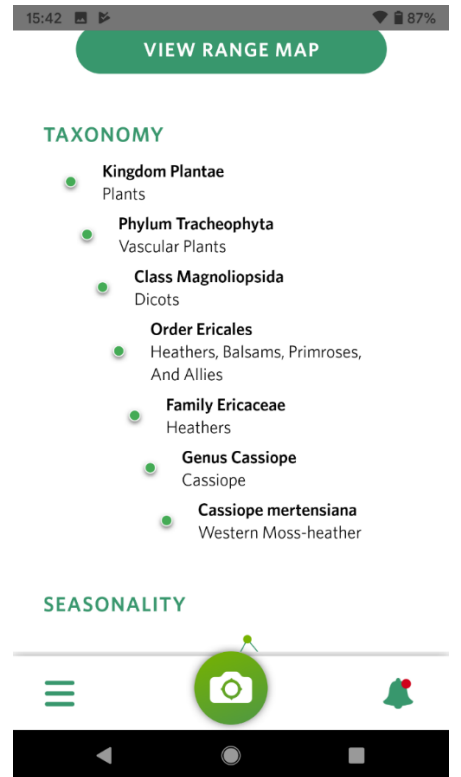 15:42
87%
VIEW RANGE MAP
TAXONOMY
Kingdom Plantae
Plants
Phylum Tracheophyta
Vascular Plants
Class Magnoliopsida
Dicots
Order Ericales
Heathers, Balsams, Primroses,
And Allies
Family Ericaceae
Heathers
Genus Cassiope
Cassiope
Cassiope mertensiana
Western Moss-heather
SEASONALITY